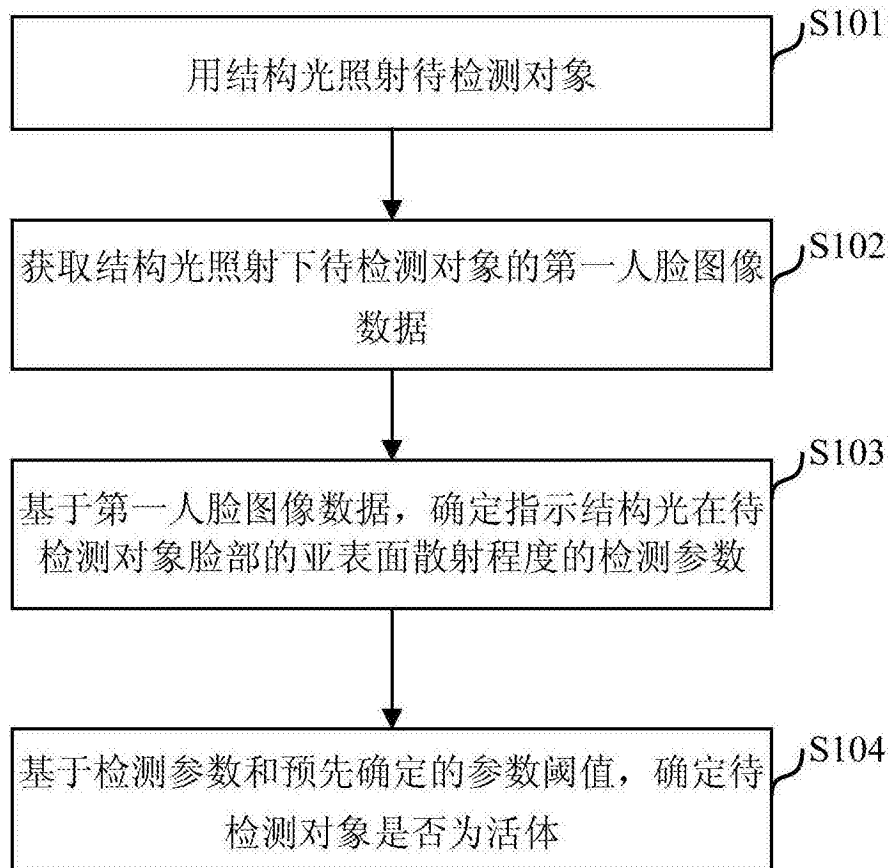 S101
用结构光照射待检测对象
S102
获取结构光照射下待检测对象的第一人脸图像
数据
S103
基于第一人脸图像数据，确定指示结构光在待
检测对象脸部的亚表面散射程度的检测参数
S104
基于检测参数和预先确定的参数阈值，确定待
检测对象是否为活体